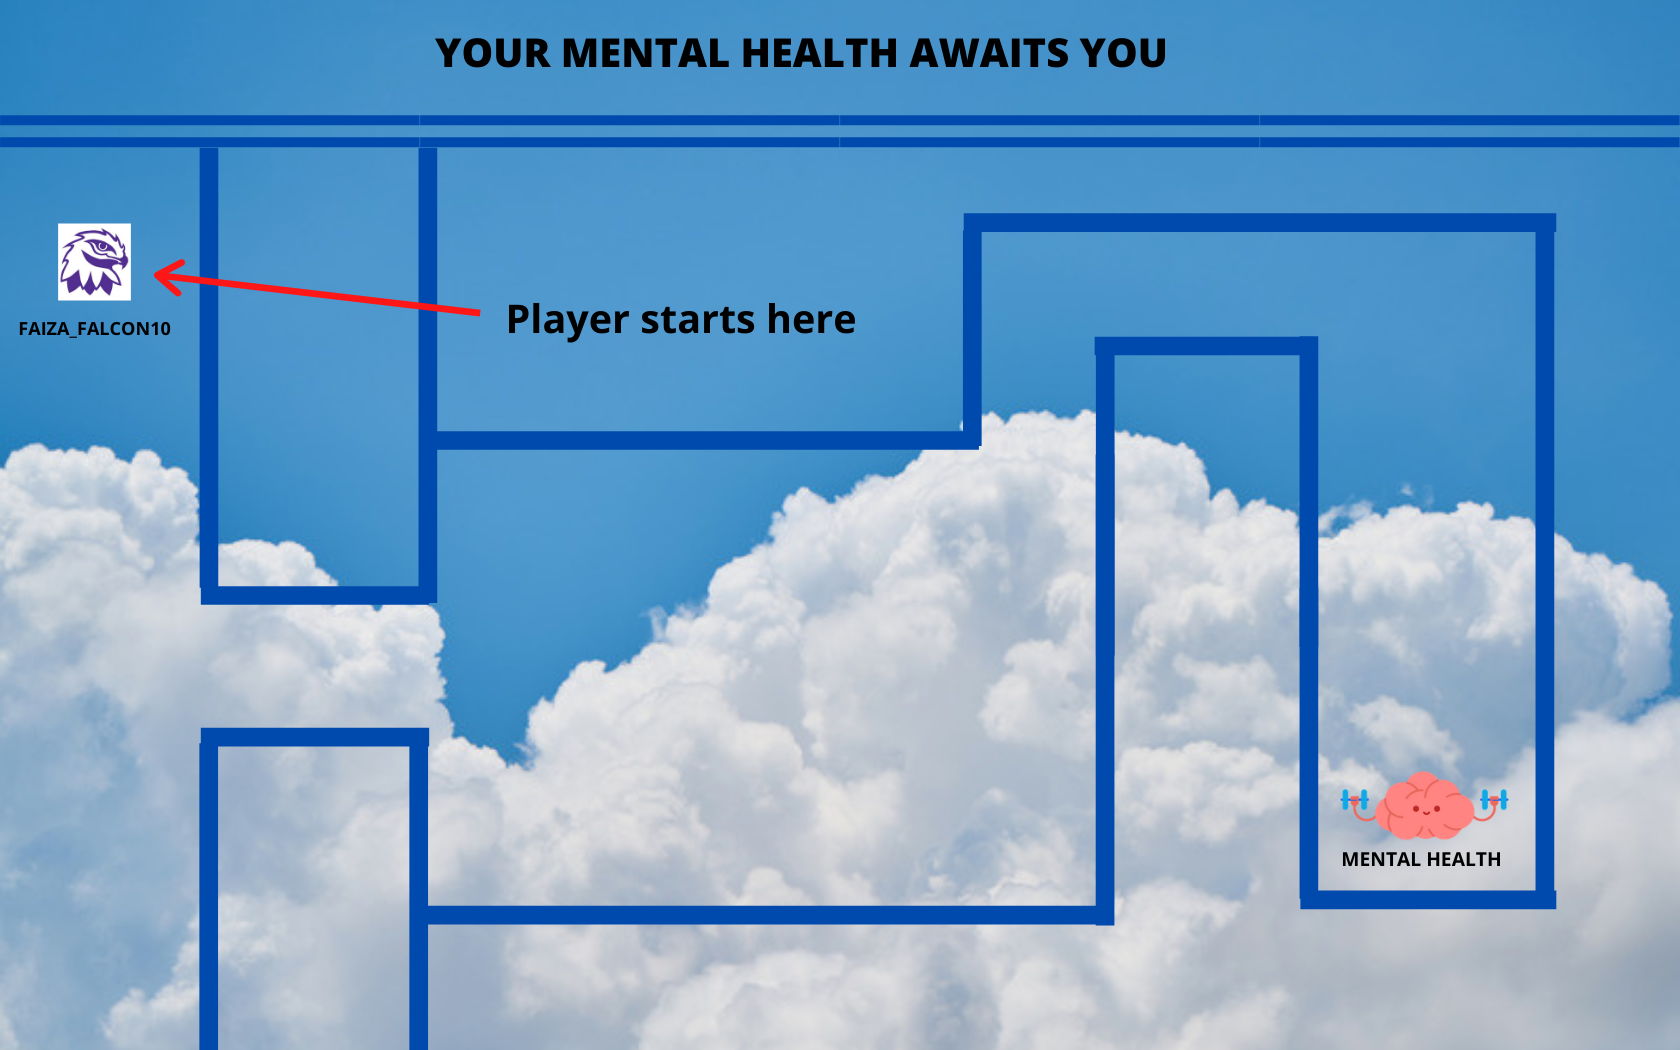 YOUR MENTAL HEALTH AWAITS YOU
Player starts here
FAIZA_FALCON10
MENTAL HEALTH